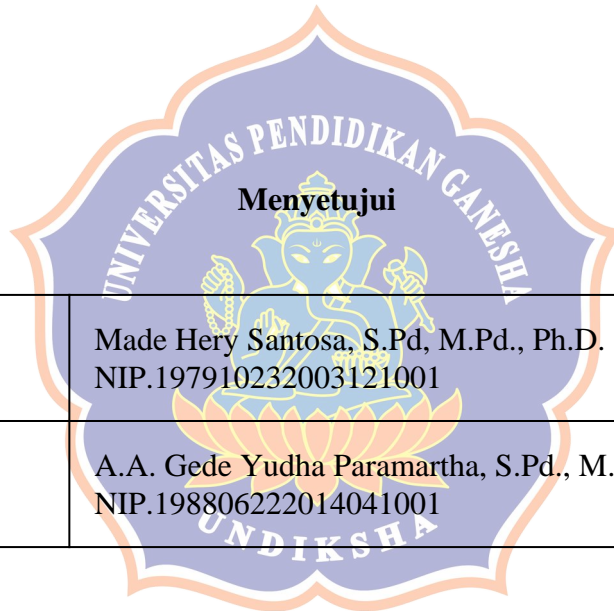 UNIVERSITAS PENDIDIKAN GANESHA
Menyetujui
Made Hery Santosa, S.Pd, M.Pd., Ph.D.
NIP.197910232003121001
A.A. Gede Yudha Paramartha, S.Pd., M.
NIP.198806222014041001
UNDIKSHA